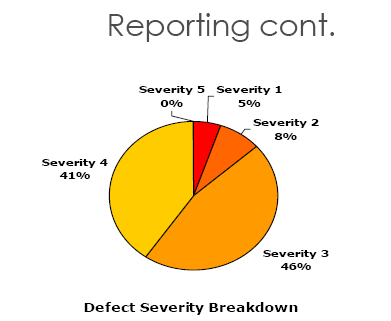 Reporting cont.
Severity 5
0%
Severity 1
5%
Severity 2
8%
Severity 4
41%
Severity 3
46%
Defect Severity Breakdown